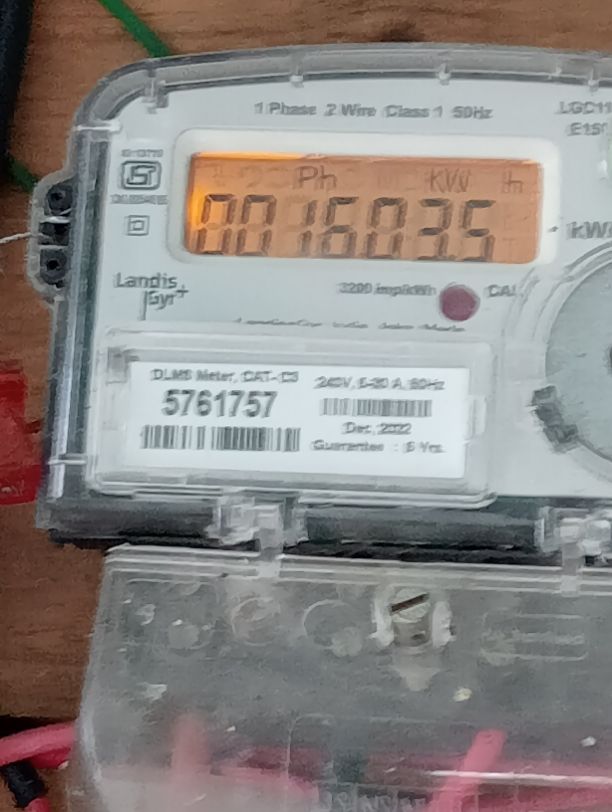 1 Phase 2 Wire Class 1 50Hz
Ph KW h
001603.5
kW
Landis
Gyr+
3200 imp/kWh CAL
DLMS Meter, CAT-C3
240V, 5-30 A, 50Hz
5761757
Dec, 2022
Guarantee : 5 Yrs.